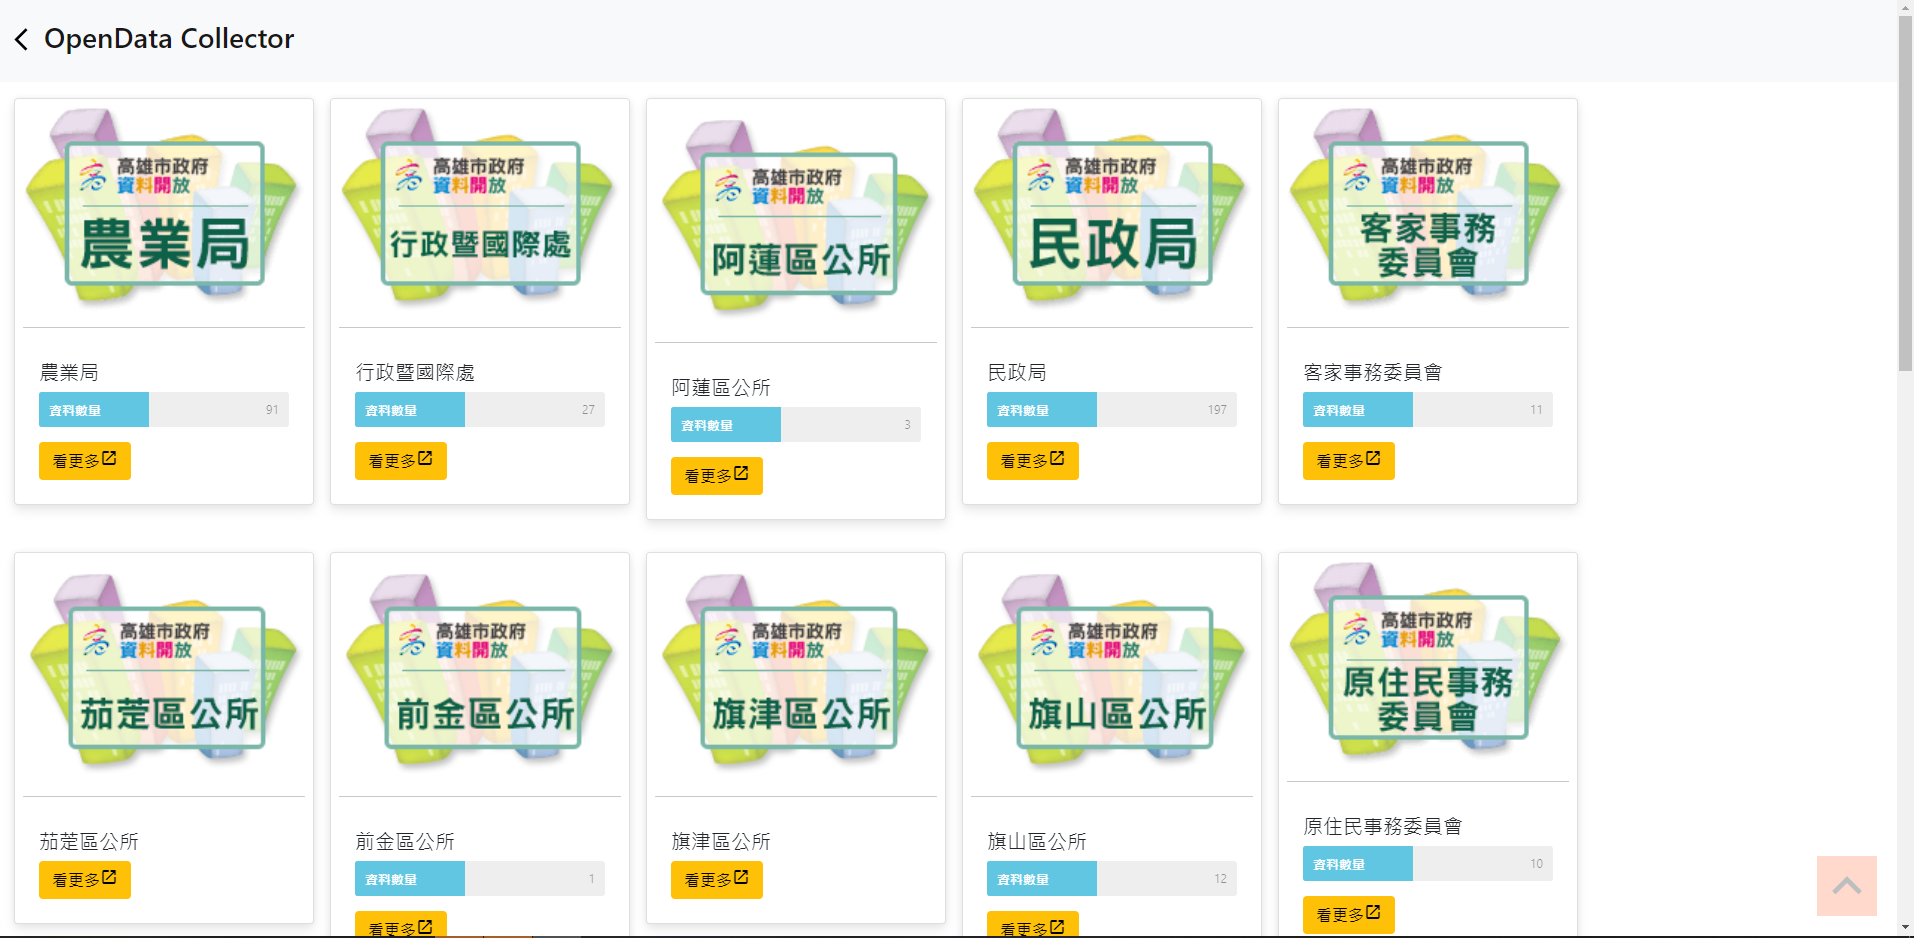 OpenData Collector
高雄市政府
資料開放
農業局
農業局
資料數量 91
看更多
高雄市政府
資料開放
行政暨國際處
行政暨國際處
資料數量 27
看更多
高雄市政府
資料開放
阿蓮區公所
阿蓮區公所
資料數量 3
看更多
高雄市政府
資料開放
民政局
民政局
資料數量 197
看更多
高雄市政府
資料開放
客家事務
委員會
客家事務委員會
資料數量 11
看更多
高雄市政府
資料開放
茄萣區公所
茄萣區公所
看更多
高雄市政府
資料開放
前金區公所
前金區公所
資料數量 1
看更多
高雄市政府
資料開放
旗津區公所
旗津區公所
看更多
高雄市政府
資料開放
旗山區公所
旗山區公所
資料數量 12
看更多
高雄市政府
資料開放
原住民事務
委員會
原住民事務委員會
資料數量 10
看更多